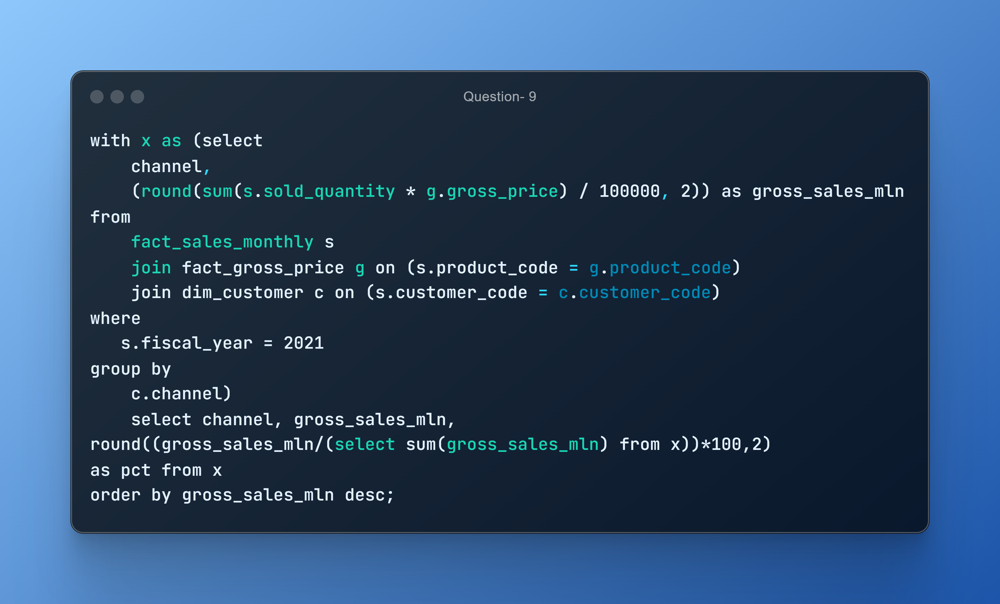 Question- 9
with x as (select
    channel,
    (round(sum(s.sold_quantity * g.gross_price) / 100000, 2)) as gross_sales_mln
from
    fact_sales_monthly s
    join fact_gross_price g on (s.product_code = g.product_code)
    join dim_customer c on (s.customer_code = c.customer_code)
where
   s.fiscal_year = 2021
group by
    c.channel)
    select channel, gross_sales_mln,
round((gross_sales_mln/(select sum(gross_sales_mln) from x))*100,2)
as pct from x
order by gross_sales_mln desc;